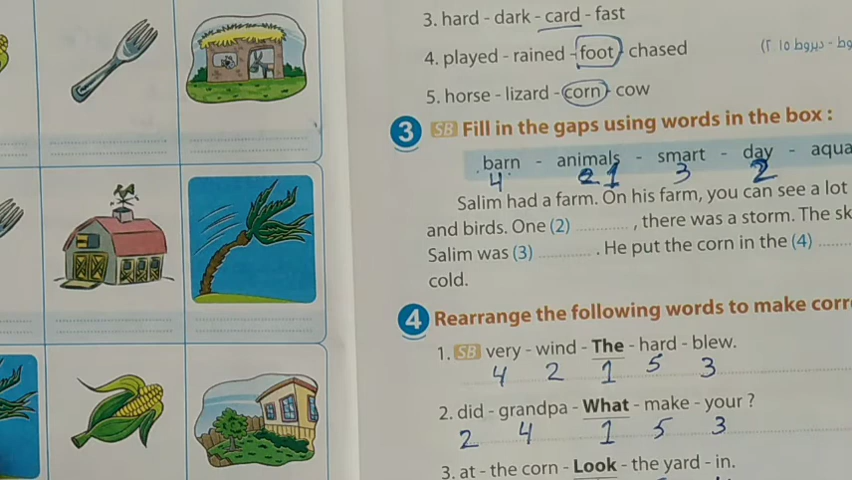 3. hard - dark - card - fast
4. played - rained - foot - chased
5. horse - lizard - corn - cow
3 SB Fill in the gaps using words in the box :
barn - animals - smart - day - aqua
4 1 3 2
Salim had a farm. On his farm, you can see a lot
and birds. One (2) ............ , there was a storm. The sk
Salim was (3) ............ . He put the corn in the (4) ........
cold.
4 Rearrange the following words to make corr
1. SB very - wind - The - hard - blew.
4 2 1 5 3
2. did - grandpa - What - make - your ?
2 4 1 5 3
3. at - the corn - Look - the yard - in.